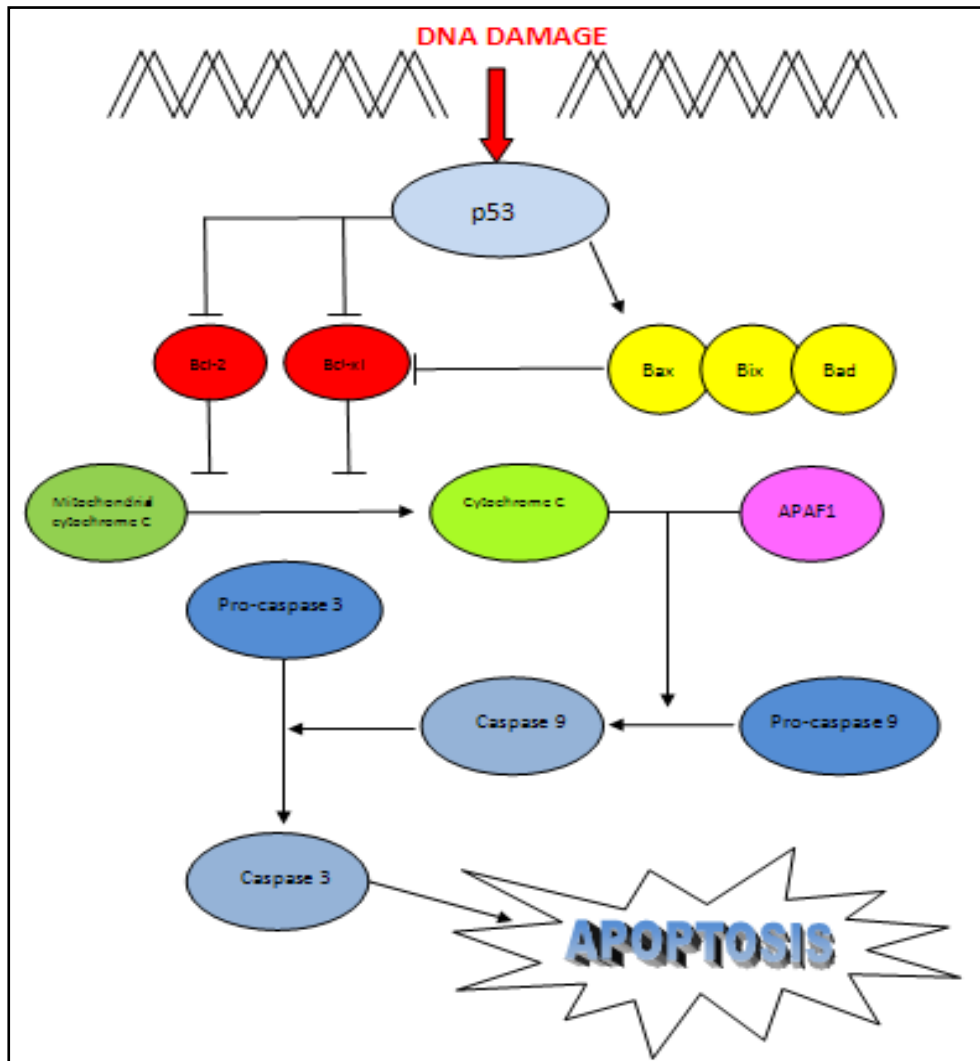 DNA DAMAGE
p53
Bcl-2
Bcl-xl
Bax
Bix
Bad
Mitochondrial
cytochrome C
Cytochrome C
APAF1
Pro-caspase 3
Caspase 9
Pro-caspase 9
Caspase 3
APOPTOSIS